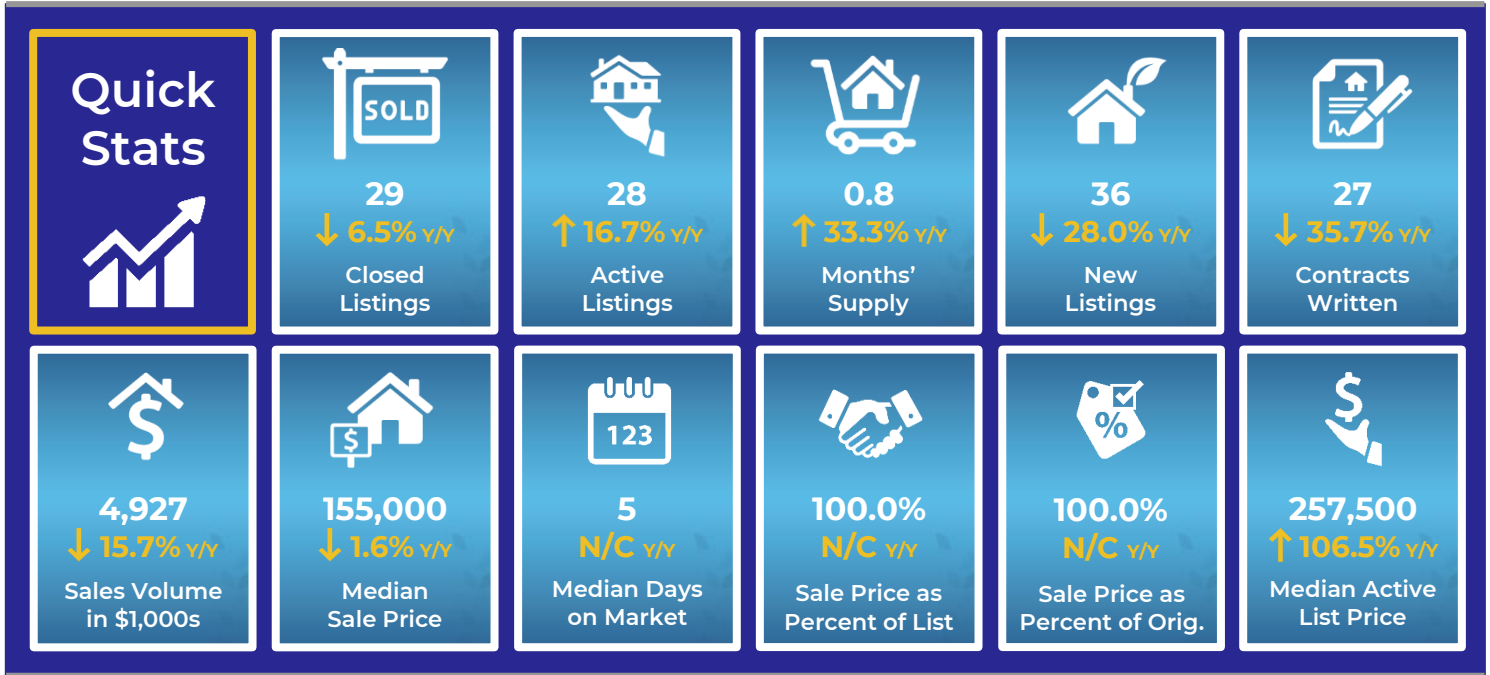 Quick
Stats
SOLD
29
↓ 6.5% Y/Y
Closed
Listings
28
↑ 16.7% Y/Y
Active
Listings
0.8
↑ 33.3% Y/Y
Months’
Supply
36
↓ 28.0% Y/Y
New
Listings
27
↓ 35.7% Y/Y
Contracts
Written
$
4,927
↓ 15.7% Y/Y
Sales Volume
in $1,000s
$
155,000
↓ 1.6% Y/Y
Median
Sale Price
123
5
N/C Y/Y
Median Days
on Market
100.0%
N/C Y/Y
Sale Price as
Percent of List
%
100.0%
N/C Y/Y
Sale Price as
Percent of Orig.
$
257,500
↑ 106.5% Y/Y
Median Active
List Price